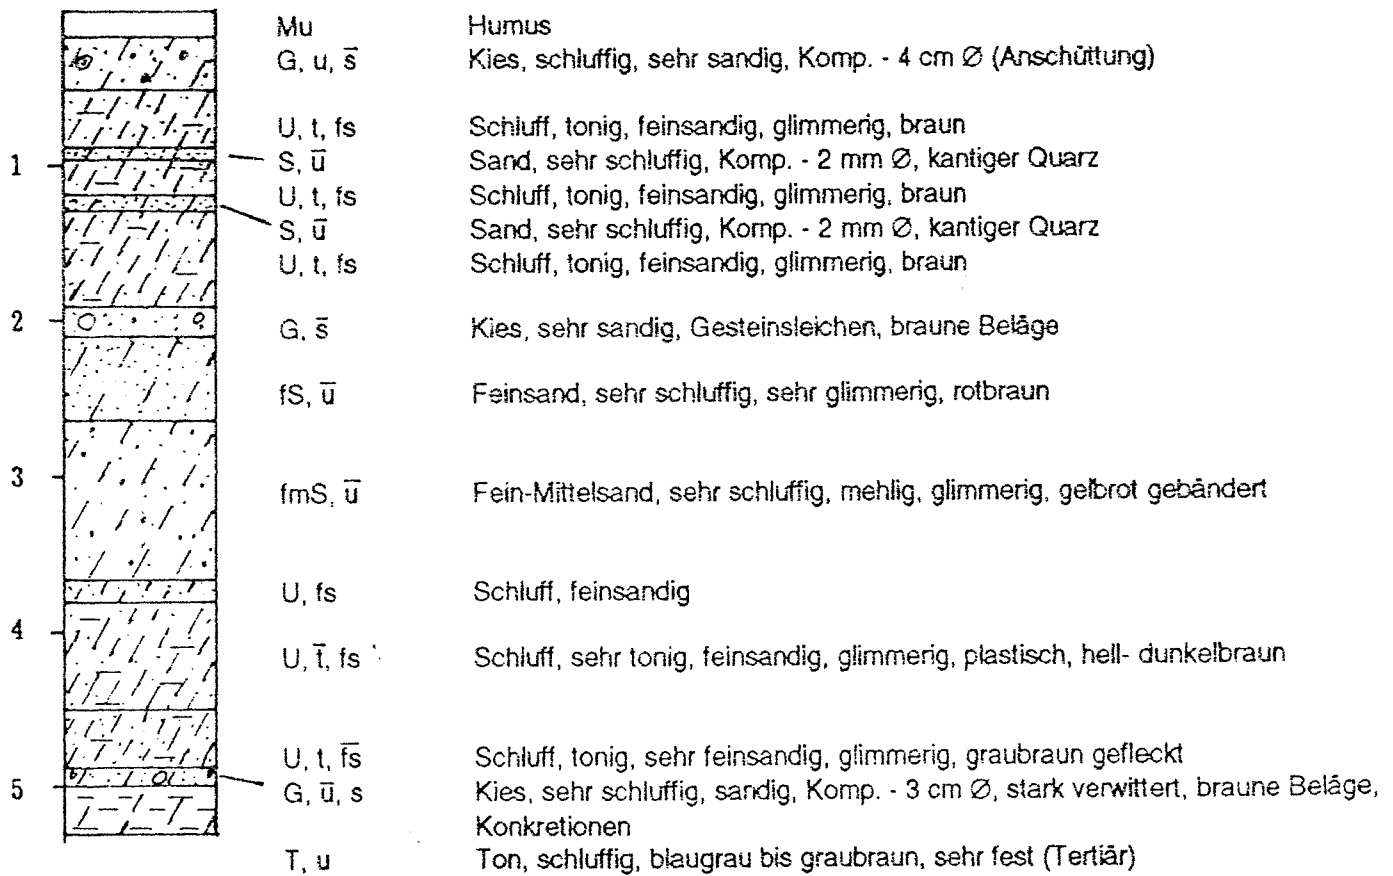 Mu Humus
G, u, s̅ Kies, schluffig, sehr sandig, Komp. - 4 cm Ø (Anschüttung)
U, t, fs Schluff, tonig, feinsandig, glimmerig, braun
1 S, u̅ Sand, sehr schluffig, Komp. - 2 mm Ø, kantiger Quarz
U, t, fs Schluff, tonig, feinsandig, glimmerig, braun
S, u̅ Sand, sehr schluffig, Komp. - 2 mm Ø, kantiger Quarz
U, t, fs Schluff, tonig, feinsandig, glimmerig, braun
2 G, s̅ Kies, sehr sandig, Gesteinsleichen, braune Beläge
fS, u̅ Feinsand, sehr schluffig, sehr glimmerig, rotbraun
3 fmS, u̅ Fein-Mittelsand, sehr schluffig, mehlig, glimmerig, gelbrot gebändert
U, fs Schluff, feinsandig
4 U, t̅, fs Schluff, sehr tonig, feinsandig, glimmerig, plastisch, hell- dunkelbraun
U, t, f̅s̅ Schluff, tonig, sehr feinsandig, glimmerig, graubraun gefleckt
5 G, u̅, s Kies, sehr schluffig, sandig, Komp. - 3 cm Ø, stark verwittert, braune Beläge,
Konkretionen
T, u Ton, schluffig, blaugrau bis graubraun, sehr fest (Tertiär)